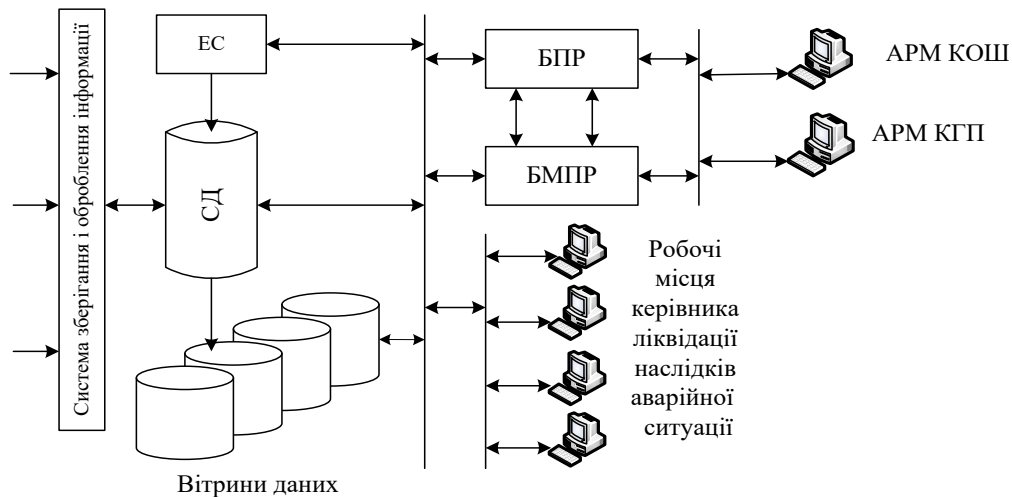 Система зберігання і оброблення інформації
ЕС
СД
Вітрини даних
БПР
БМПР
АРМ КОШ
АРМ КГП
Робочі
місця
керівника
ліквідації
наслідків
аварійної
ситуації